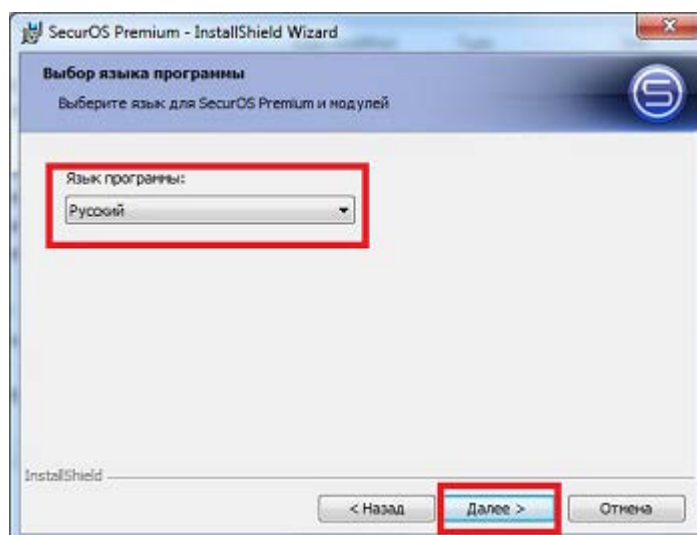 SecurOS Premium - InstallShield Wizard
Выбор языка программы
Выберите язык для SecurOS Premium и модулей
Язык программы:
Русский
InstallShield
< Назад
Далее >
Отмена